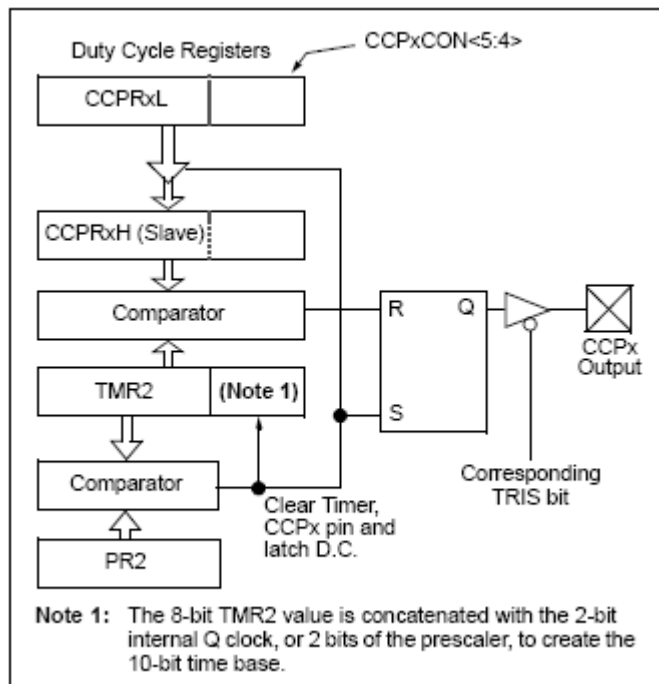 Duty Cycle Registers
CCPxCON<5:4>
CCPRxL
CCPRxH (Slave)
Comparator
R
Q
CCPx
Output
TMR2
(Note 1)
S
Comparator
Clear Timer,
CCPx pin and
latch D.C.
Corresponding
TRIS bit
PR2
Note 1: The 8-bit TMR2 value is concatenated with the 2-bit
internal Q clock, or 2 bits of the prescaler, to create the
10-bit time base.